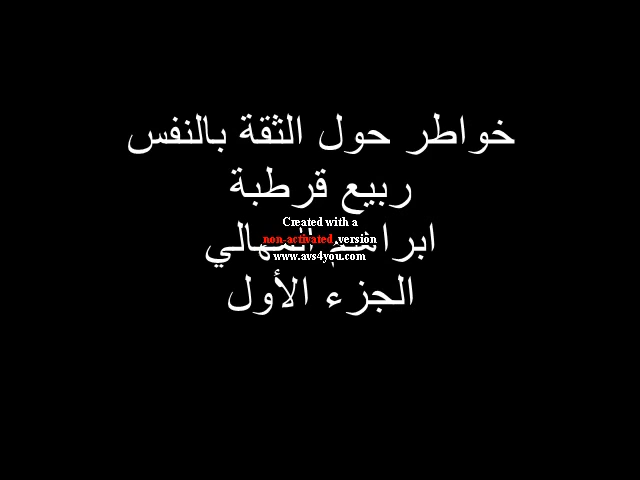 خواطر حول الثقة بالنفس
ربيع قرطبة
Created with a
non-activated version
www.avs4you.com
الجزء الأول